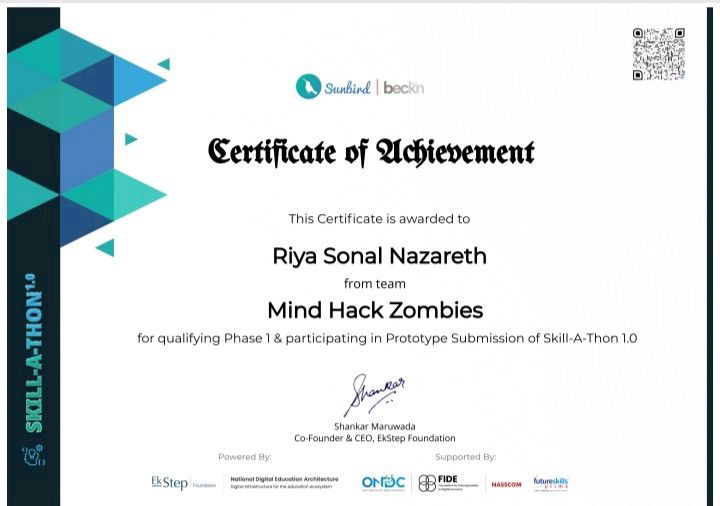 Sunbird | beckn
Certificate of Achievement
This Certificate is awarded to
Riya Sonal Nazareth
from team
Mind Hack Zombies
for qualifying Phase 1 & participating in Prototype Submission of Skill-A-Thon 1.0
SKILL-A-THON 1.0
Shankar
Shankar Maruwada
Co-Founder & CEO, EkStep Foundation
Powered By:
Supported By:
EkStep | Foundation
National Digital Education Architecture
Digital infrastructure for the education ecosystem
ONDC
FIDE
NASSCOM
futureskills
prime